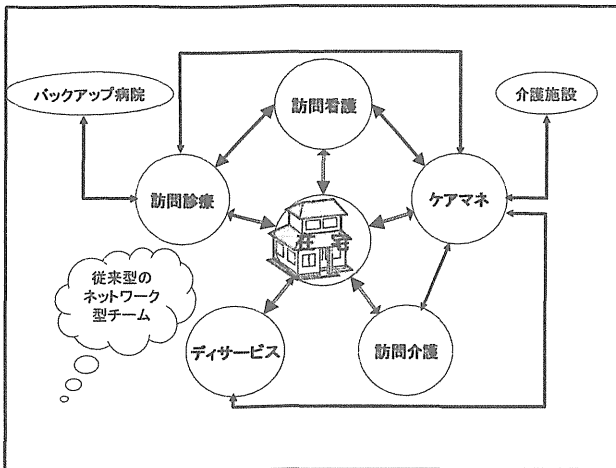 訪問看護
バックアップ病院
介護施設
訪問診療
ケアマネ
在宅
従来型の
ネットワーク
型チーム
ディサービス
訪問介護